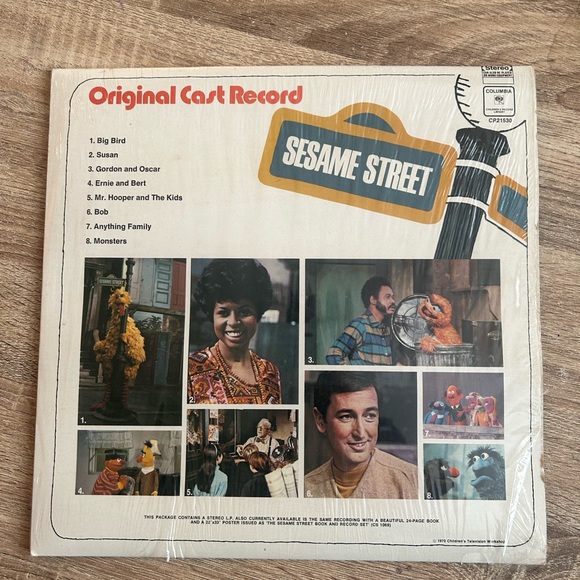 Stereo
COLUMBIA
CP21530
Original Cast Record
SESAME STREET
1. Big Bird
2. Susan
3. Gordon and Oscar
4. Ernie and Bert
5. Mr. Hooper and The Kids
6. Bob
7. Anything Family
8. Monsters
SESAME STREET
1.
2.
3.
4.
5.
6.
7.
8.
THIS PACKAGE CONTAINS A STEREO L.P. ALSO CURRENTLY AVAILABLE IS THE SAME RECORDING WITH A BEAUTIFUL 24-PAGE BOOK
AND A 22"x33" POSTER ISSUED AS 'THE SESAME STREET BOOK AND RECORD SET' (CS 1069)
© 1970 Children's Television Workshop